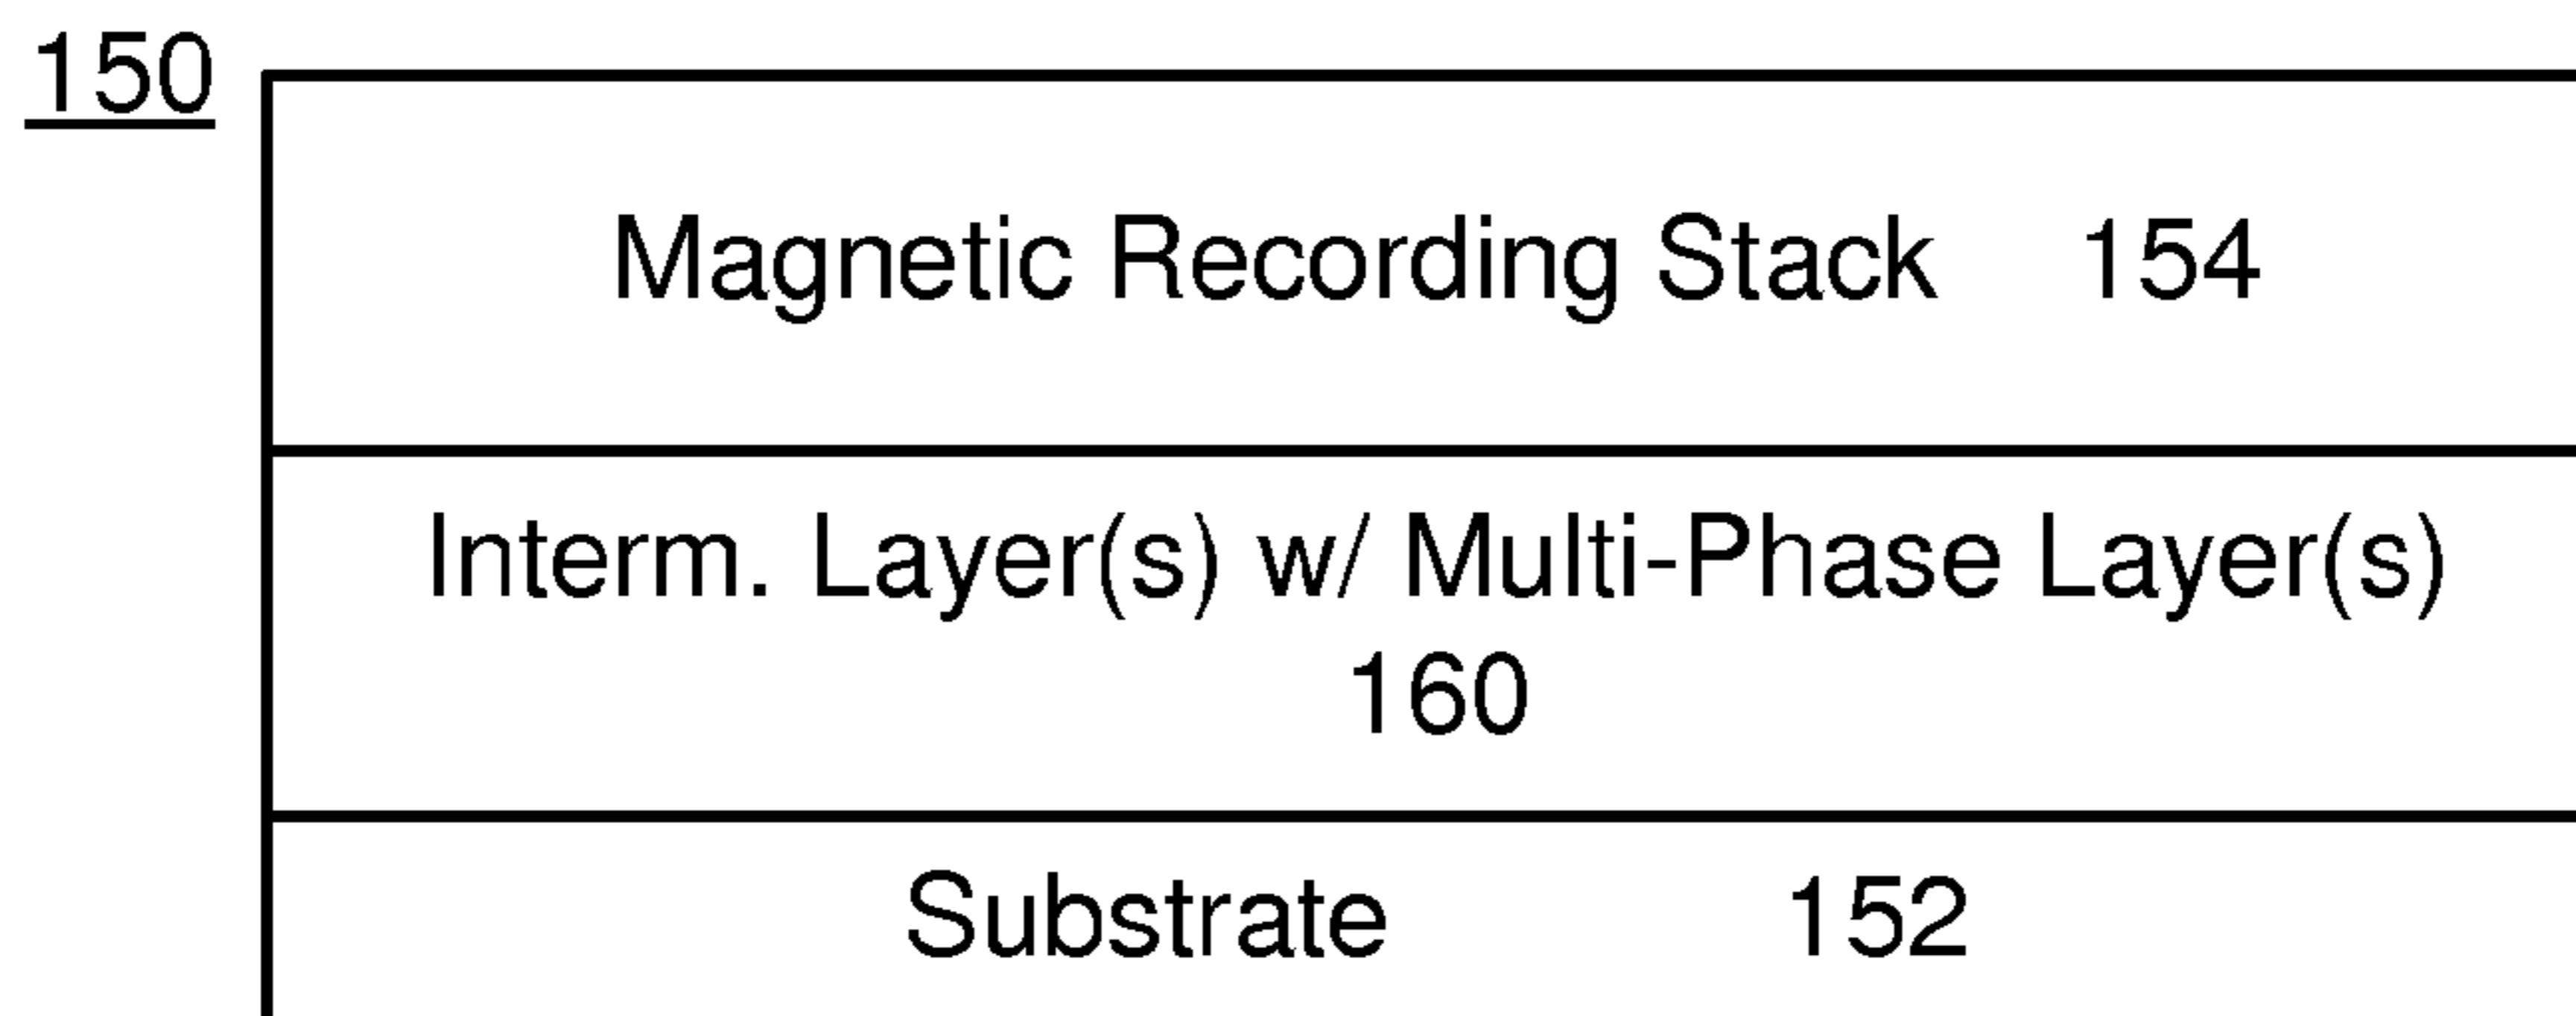 150
Magnetic Recording Stack 154
Interm. Layer(s) w/ Multi-Phase Layer(s)
160
Substrate 152